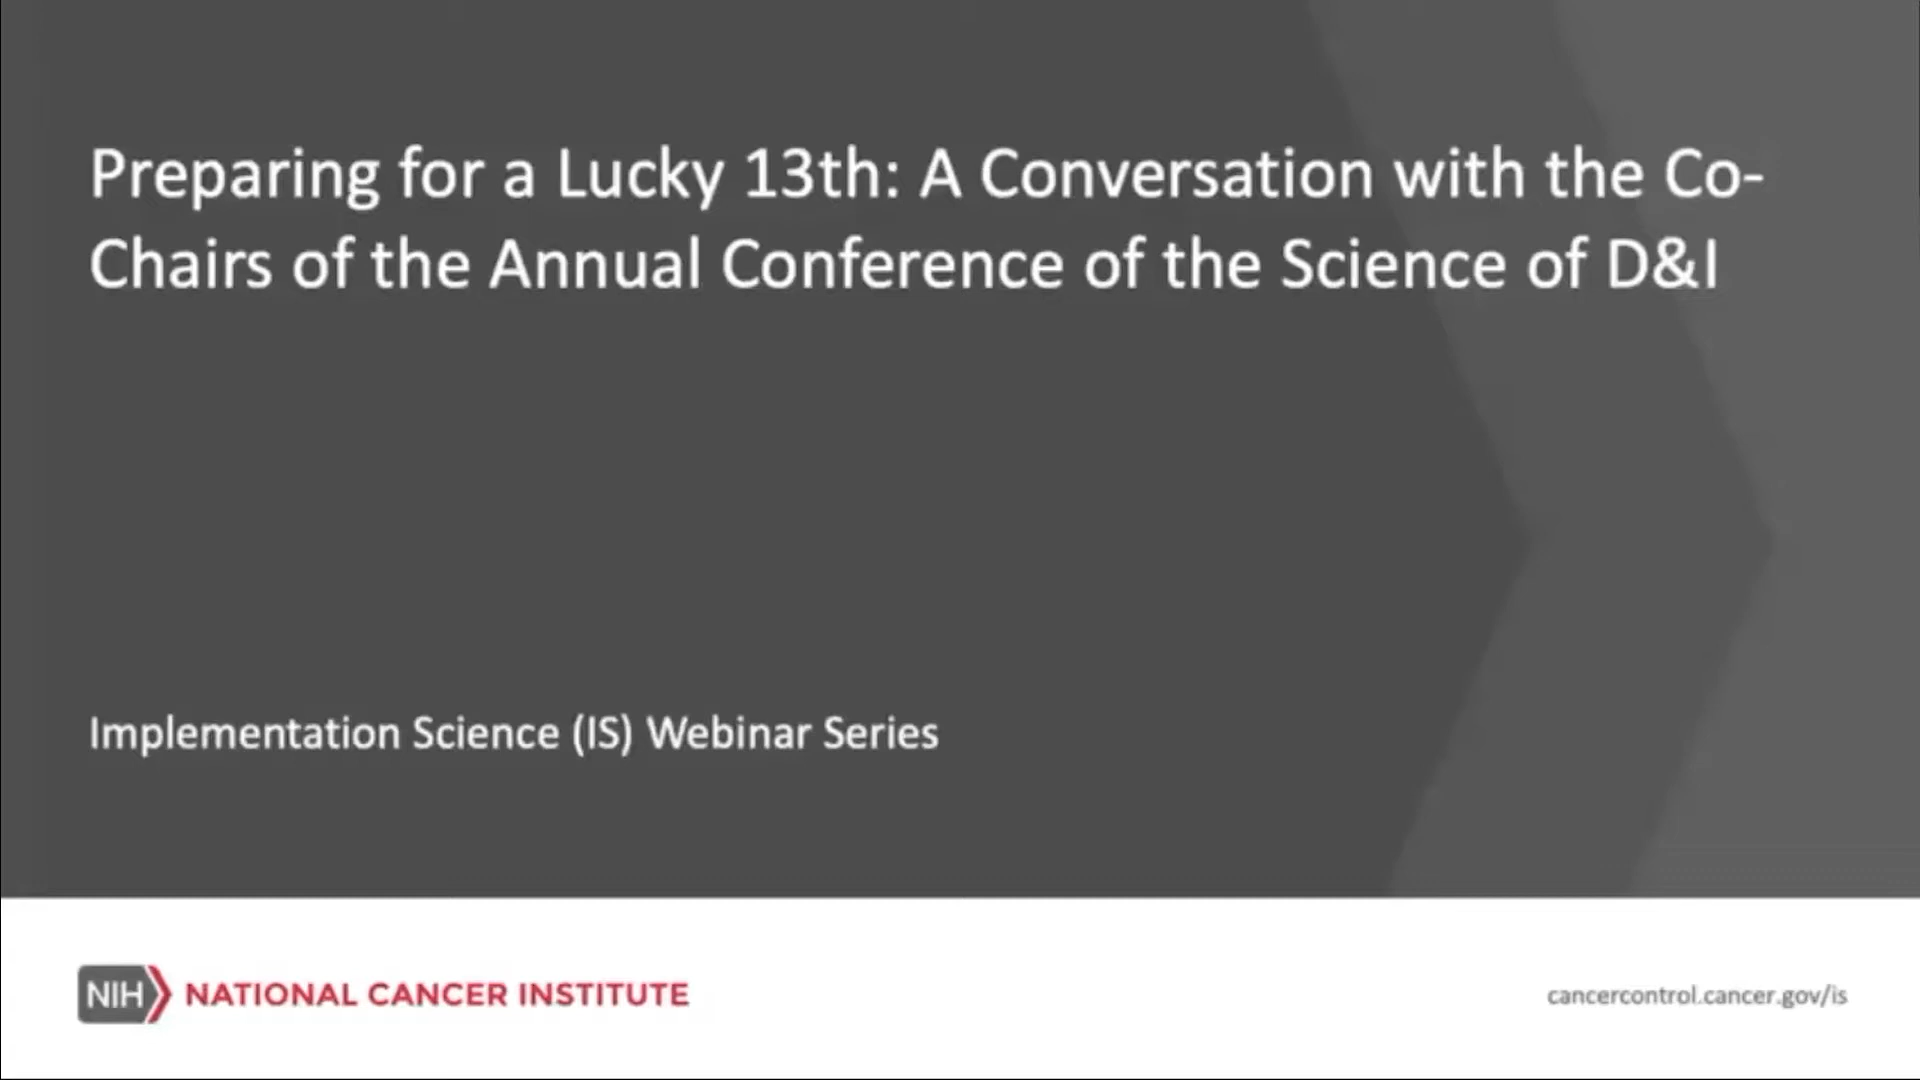 Preparing for a Lucky 13th: A Conversation with the Co-
Chairs of the Annual Conference of the Science of D&I
Implementation Science (IS) Webinar Series
NIH NATIONAL CANCER INSTITUTE
cancercontrol.cancer.gov/is